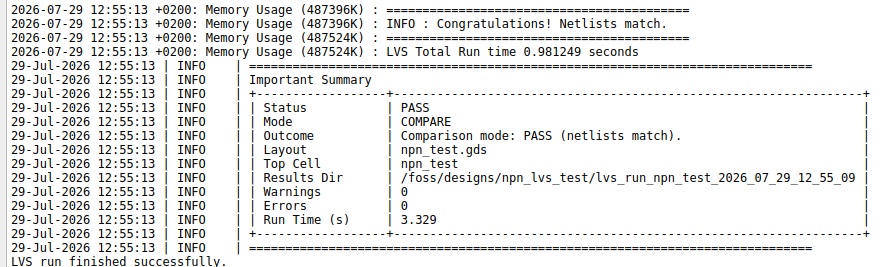 2026-07-29 12:55:13 +0200: Memory Usage (487396K) : ==========================================
2026-07-29 12:55:13 +0200: Memory Usage (487396K) : INFO : Congratulations! Netlists match.
2026-07-29 12:55:13 +0200: Memory Usage (487396K) : ==========================================
2026-07-29 12:55:13 +0200: Memory Usage (487524K) : LVS Total Run time 0.981249 seconds
29-Jul-2026 12:55:13 | INFO    | ==============================================================================
29-Jul-2026 12:55:13 | INFO    | Important Summary
29-Jul-2026 12:55:13 | INFO    | +------------------+-----------------------------------------------------------------+
29-Jul-2026 12:55:13 | INFO    | | Status           | PASS                                                            |
29-Jul-2026 12:55:13 | INFO    | | Mode             | COMPARE                                                         |
29-Jul-2026 12:55:13 | INFO    | | Outcome          | Comparison mode: PASS (netlists match).                         |
29-Jul-2026 12:55:13 | INFO    | | Layout           | npn_test.gds                                                    |
29-Jul-2026 12:55:13 | INFO    | | Top Cell         | npn_test                                                        |
29-Jul-2026 12:55:13 | INFO    | | Results Dir      | /foss/designs/npn_lvs_test/lvs_run_npn_test_2026_07_29_12_55_09 |
29-Jul-2026 12:55:13 | INFO    | | Warnings         | 0                                                               |
29-Jul-2026 12:55:13 | INFO    | | Errors           | 0                                                               |
29-Jul-2026 12:55:13 | INFO    | | Run Time (s)     | 3.329                                                           |
29-Jul-2026 12:55:13 | INFO    | +------------------+-----------------------------------------------------------------+
29-Jul-2026 12:55:13 | INFO    | ==============================================================================
LVS run finished successfully.